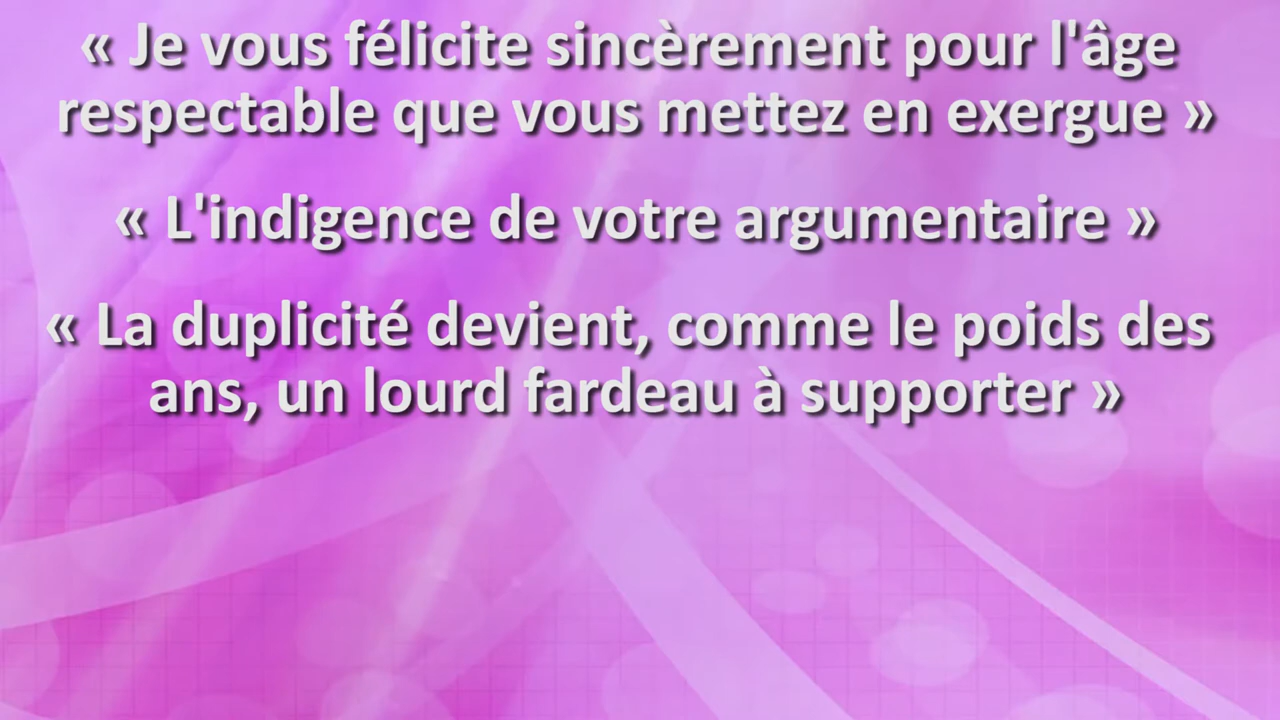 « Je vous félicite sincèrement pour l'âge
respectable que vous mettez en exergue »
« L'indigence de votre argumentaire »
« La duplicité devient, comme le poids des
ans, un lourd fardeau à supporter »